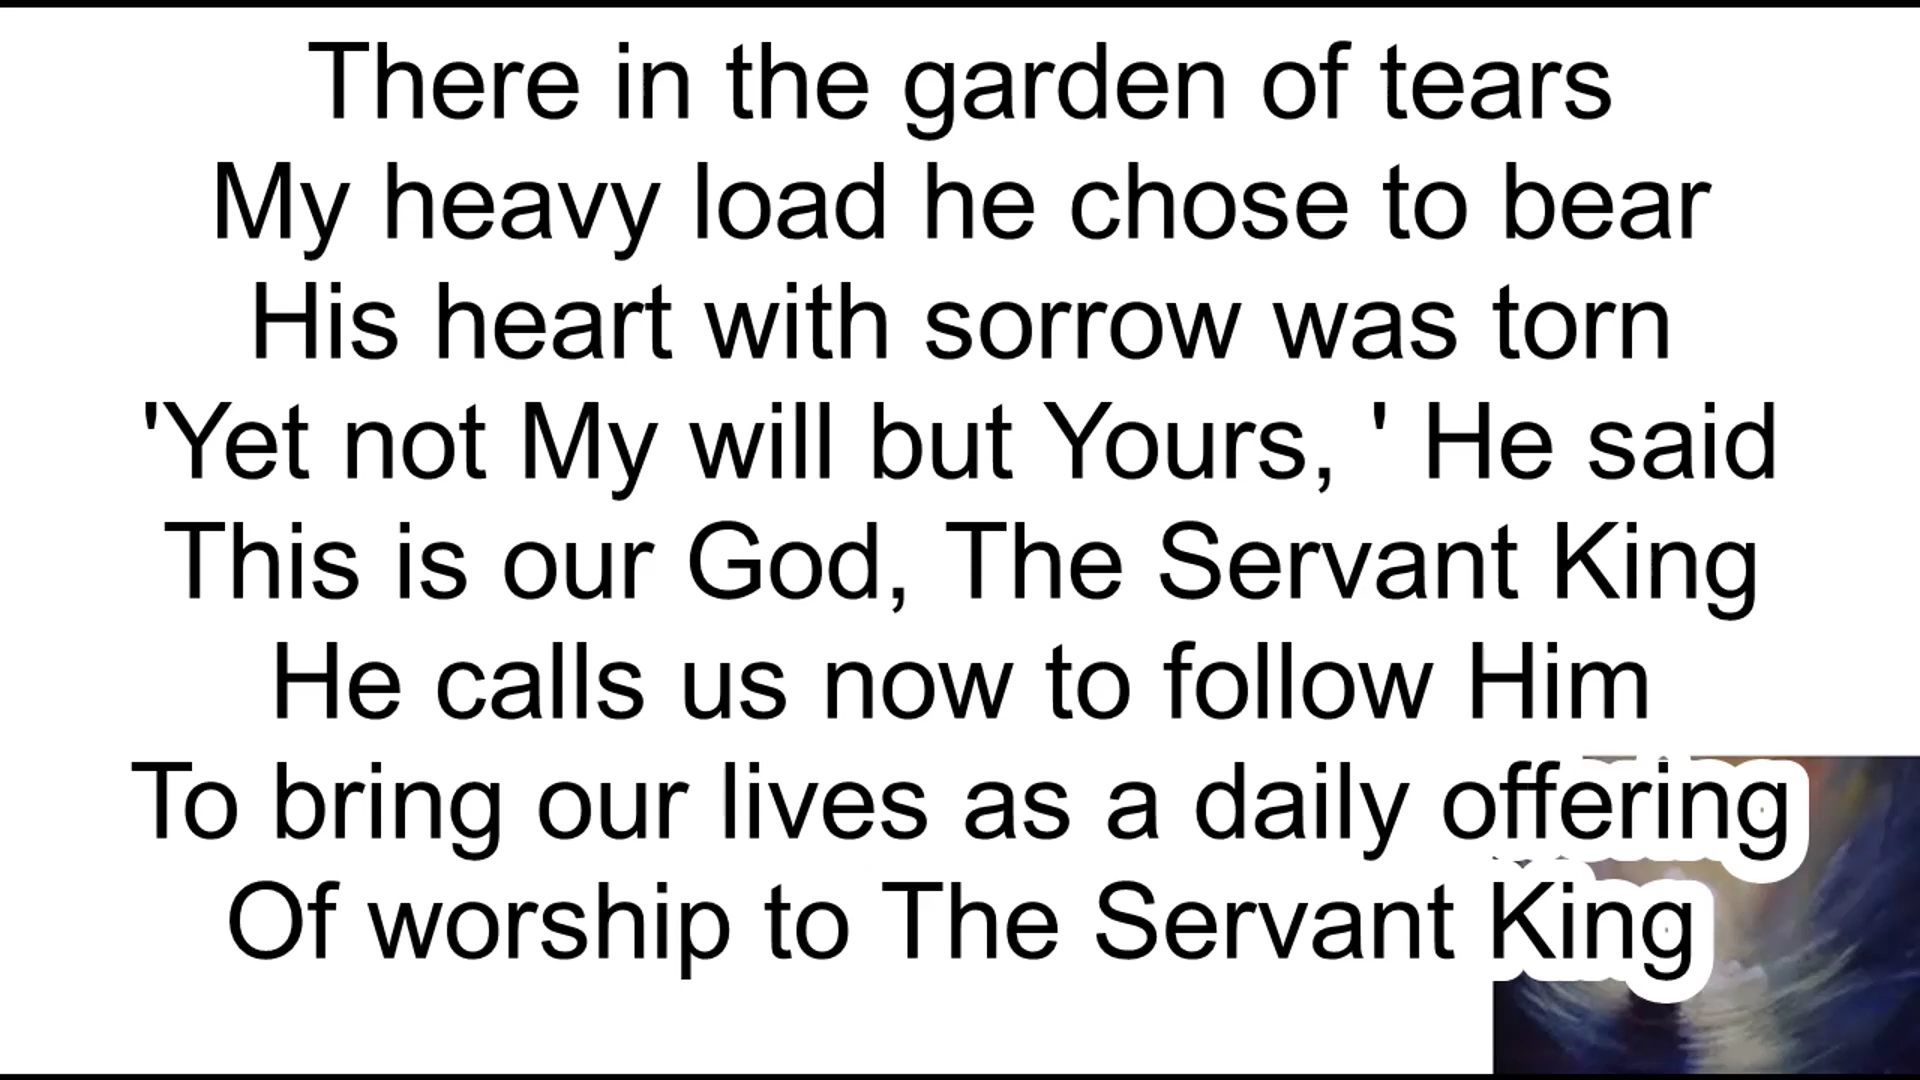 There in the garden of tears
My heavy load he chose to bear
His heart with sorrow was torn
'Yet not My will but Yours, ' He said
This is our God, The Servant King
He calls us now to follow Him
To bring our lives as a daily offering
Of worship to The Servant King